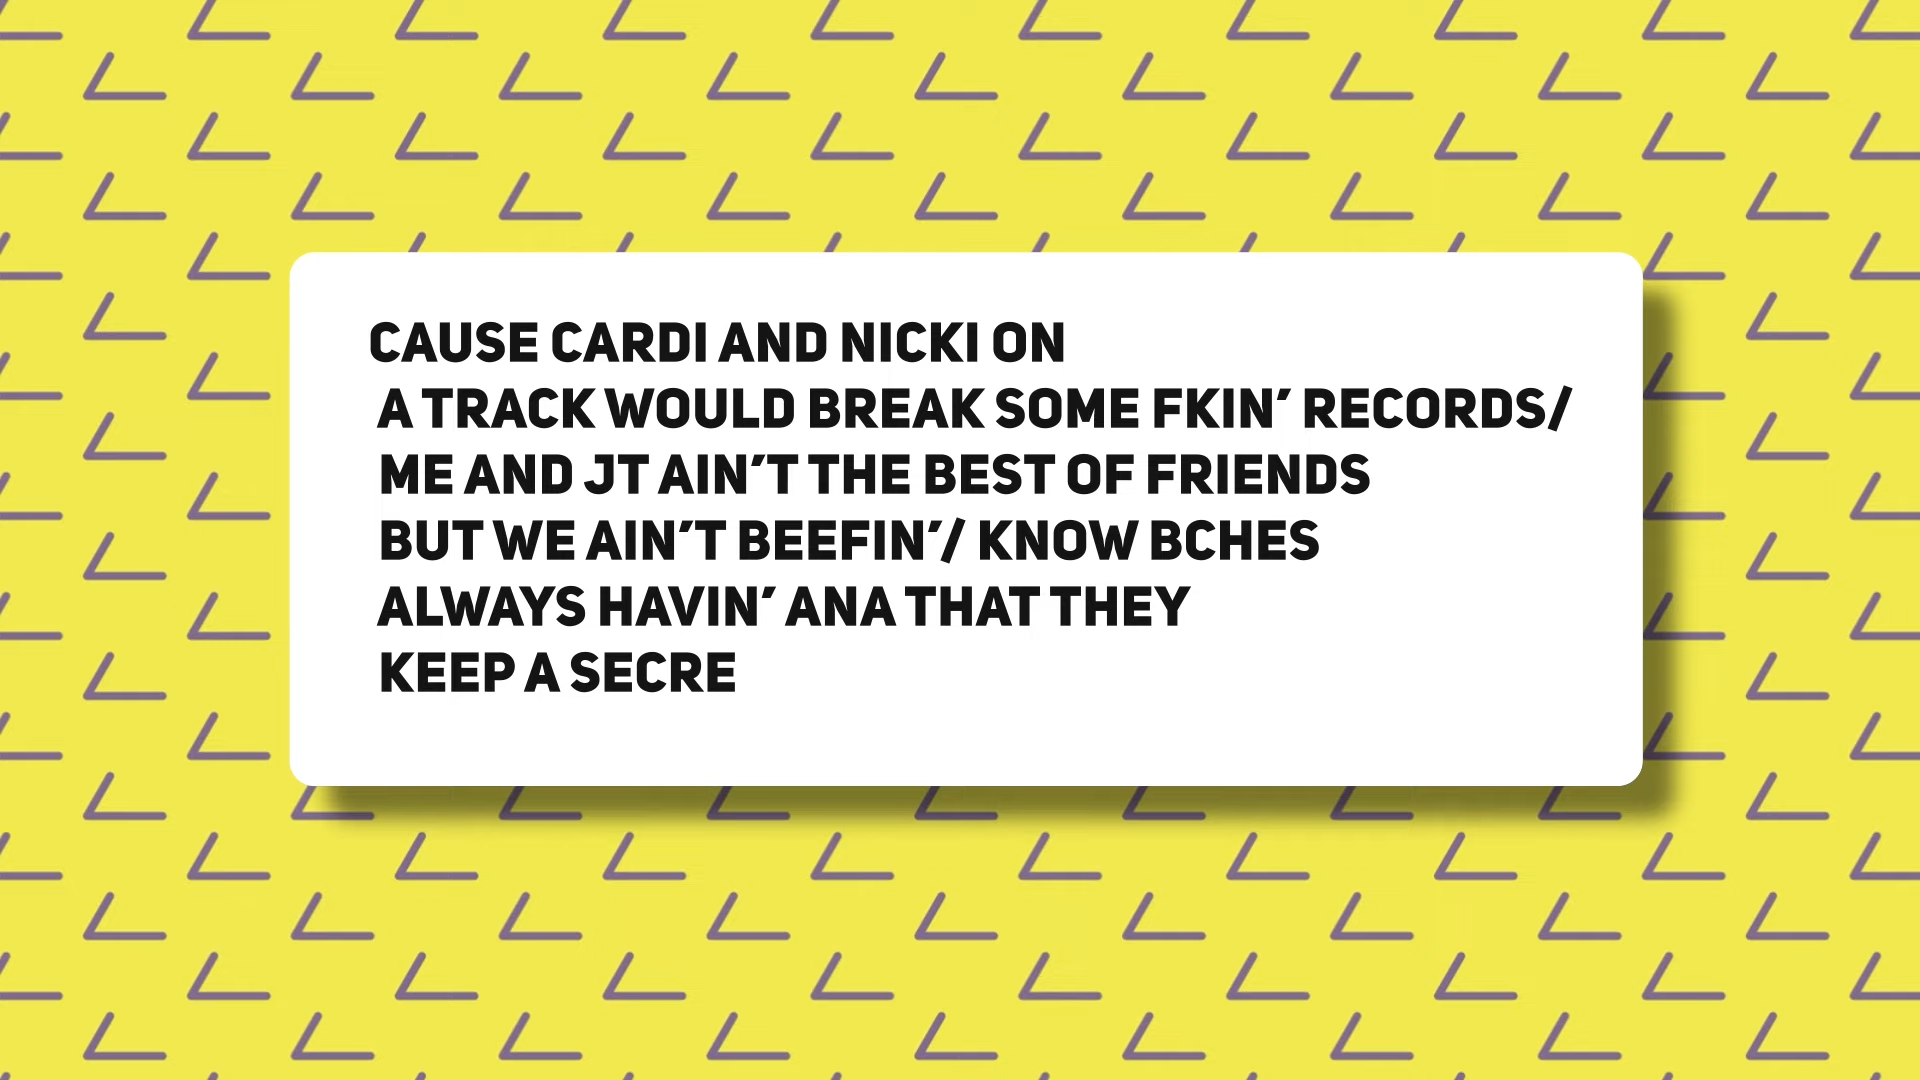 CAUSE CARDI AND NICKI ON
A TRACK WOULD BREAK SOME FKIN’ RECORDS/
ME AND JT AIN’T THE BEST OF FRIENDS
BUT WE AIN’T BEEFIN’/ KNOW BCHES
ALWAYS HAVIN’ ANA THAT THEY
KEEP A SECRE